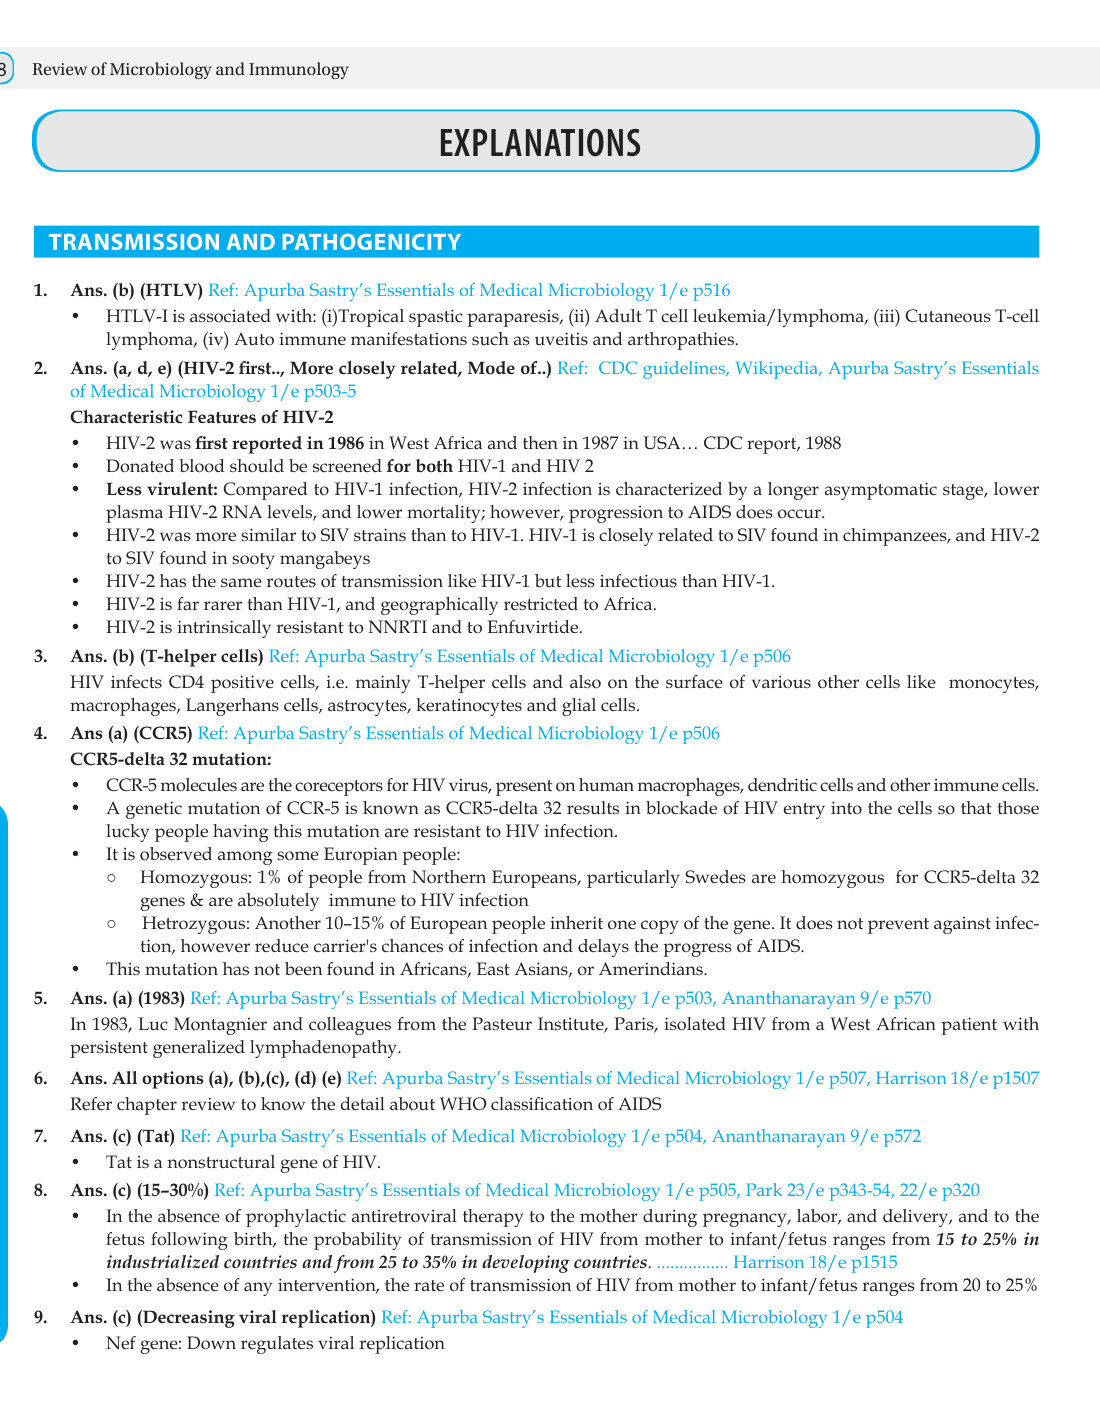 8 Review of Microbiology and Immunology
EXPLANATIONS
TRANSMISSION AND PATHOGENICITY
1. Ans. (b) (HTLV) Ref: Apurba Sastry’s Essentials of Medical Microbiology 1/e p516
• HTLV-I is associated with: (i)Tropical spastic paraparesis, (ii) Adult T cell leukemia/lymphoma, (iii) Cutaneous T-cell
lymphoma, (iv) Auto immune manifestations such as uveitis and arthropathies.
2. Ans. (a, d, e) (HIV-2 first.., More closely related, Mode of..) Ref: CDC guidelines, Wikipedia, Apurba Sastry’s Essentials
of Medical Microbiology 1/e p503-5
Characteristic Features of HIV-2
• HIV-2 was first reported in 1986 in West Africa and then in 1987 in USA… CDC report, 1988
• Donated blood should be screened for both HIV-1 and HIV 2
• Less virulent: Compared to HIV-1 infection, HIV-2 infection is characterized by a longer asymptomatic stage, lower
plasma HIV-2 RNA levels, and lower mortality; however, progression to AIDS does occur.
• HIV-2 was more similar to SIV strains than to HIV-1. HIV-1 is closely related to SIV found in chimpanzees, and HIV-2
to SIV found in sooty mangabeys
• HIV-2 has the same routes of transmission like HIV-1 but less infectious than HIV-1.
• HIV-2 is far rarer than HIV-1, and geographically restricted to Africa.
• HIV-2 is intrinsically resistant to NNRTI and to Enfuvirtide.
3. Ans. (b) (T-helper cells) Ref: Apurba Sastry’s Essentials of Medical Microbiology 1/e p506
HIV infects CD4 positive cells, i.e. mainly T-helper cells and also on the surface of various other cells like monocytes,
macrophages, Langerhans cells, astrocytes, keratinocytes and glial cells.
4. Ans (a) (CCR5) Ref: Apurba Sastry’s Essentials of Medical Microbiology 1/e p506
CCR5-delta 32 mutation:
• CCR-5 molecules are the coreceptors for HIV virus, present on human macrophages, dendritic cells and other immune cells.
• A genetic mutation of CCR-5 is known as CCR5-delta 32 results in blockade of HIV entry into the cells so that those
lucky people having this mutation are resistant to HIV infection.
• It is observed among some Europian people:
○ Homozygous: 1% of people from Northern Europeans, particularly Swedes are homozygous for CCR5-delta 32
genes & are absolutely immune to HIV infection
○ Hetrozygous: Another 10–15% of European people inherit one copy of the gene. It does not prevent against infec-
tion, however reduce carrier's chances of infection and delays the progress of AIDS.
• This mutation has not been found in Africans, East Asians, or Amerindians.
5. Ans. (a) (1983) Ref: Apurba Sastry’s Essentials of Medical Microbiology 1/e p503, Ananthanarayan 9/e p570
In 1983, Luc Montagnier and colleagues from the Pasteur Institute, Paris, isolated HIV from a West African patient with
persistent generalized lymphadenopathy.
6. Ans. All options (a), (b),(c), (d) (e) Ref: Apurba Sastry’s Essentials of Medical Microbiology 1/e p507, Harrison 18/e p1507
Refer chapter review to know the detail about WHO classification of AIDS
7. Ans. (c) (Tat) Ref: Apurba Sastry’s Essentials of Medical Microbiology 1/e p504, Ananthanarayan 9/e p572
• Tat is a nonstructural gene of HIV.
8. Ans. (c) (15–30%) Ref: Apurba Sastry’s Essentials of Medical Microbiology 1/e p505, Park 23/e p343-54, 22/e p320
• In the absence of prophylactic antiretroviral therapy to the mother during pregnancy, labor, and delivery, and to the
fetus following birth, the probability of transmission of HIV from mother to infant/fetus ranges from 15 to 25% in
industrialized countries and from 25 to 35% in developing countries. ................ Harrison 18/e p1515
• In the absence of any intervention, the rate of transmission of HIV from mother to infant/fetus ranges from 20 to 25%
9. Ans. (c) (Decreasing viral replication) Ref: Apurba Sastry’s Essentials of Medical Microbiology 1/e p504
• Nef gene: Down regulates viral replication